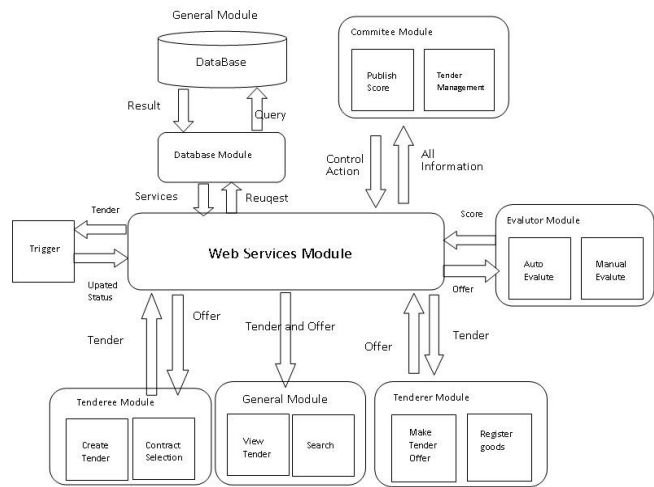 General Module
DataBase
Result
Query
Database Module
Services
Reuqest
Commitee Module
Publish
Score
Tender
Management
Control
Action
All
Information
Trigger
Tender
Upated
Status
Web Services Module
Score
Offer
Evalutor Module
Auto
Evalute
Manual
Evalute
Tender
Offer
Tender and Offer
Offer
Tender
Tenderee Module
Create
Tender
Contract
Selection
General Module
View
Tender
Search
Tenderer Module
Make
Tender
Offer
Register
goods